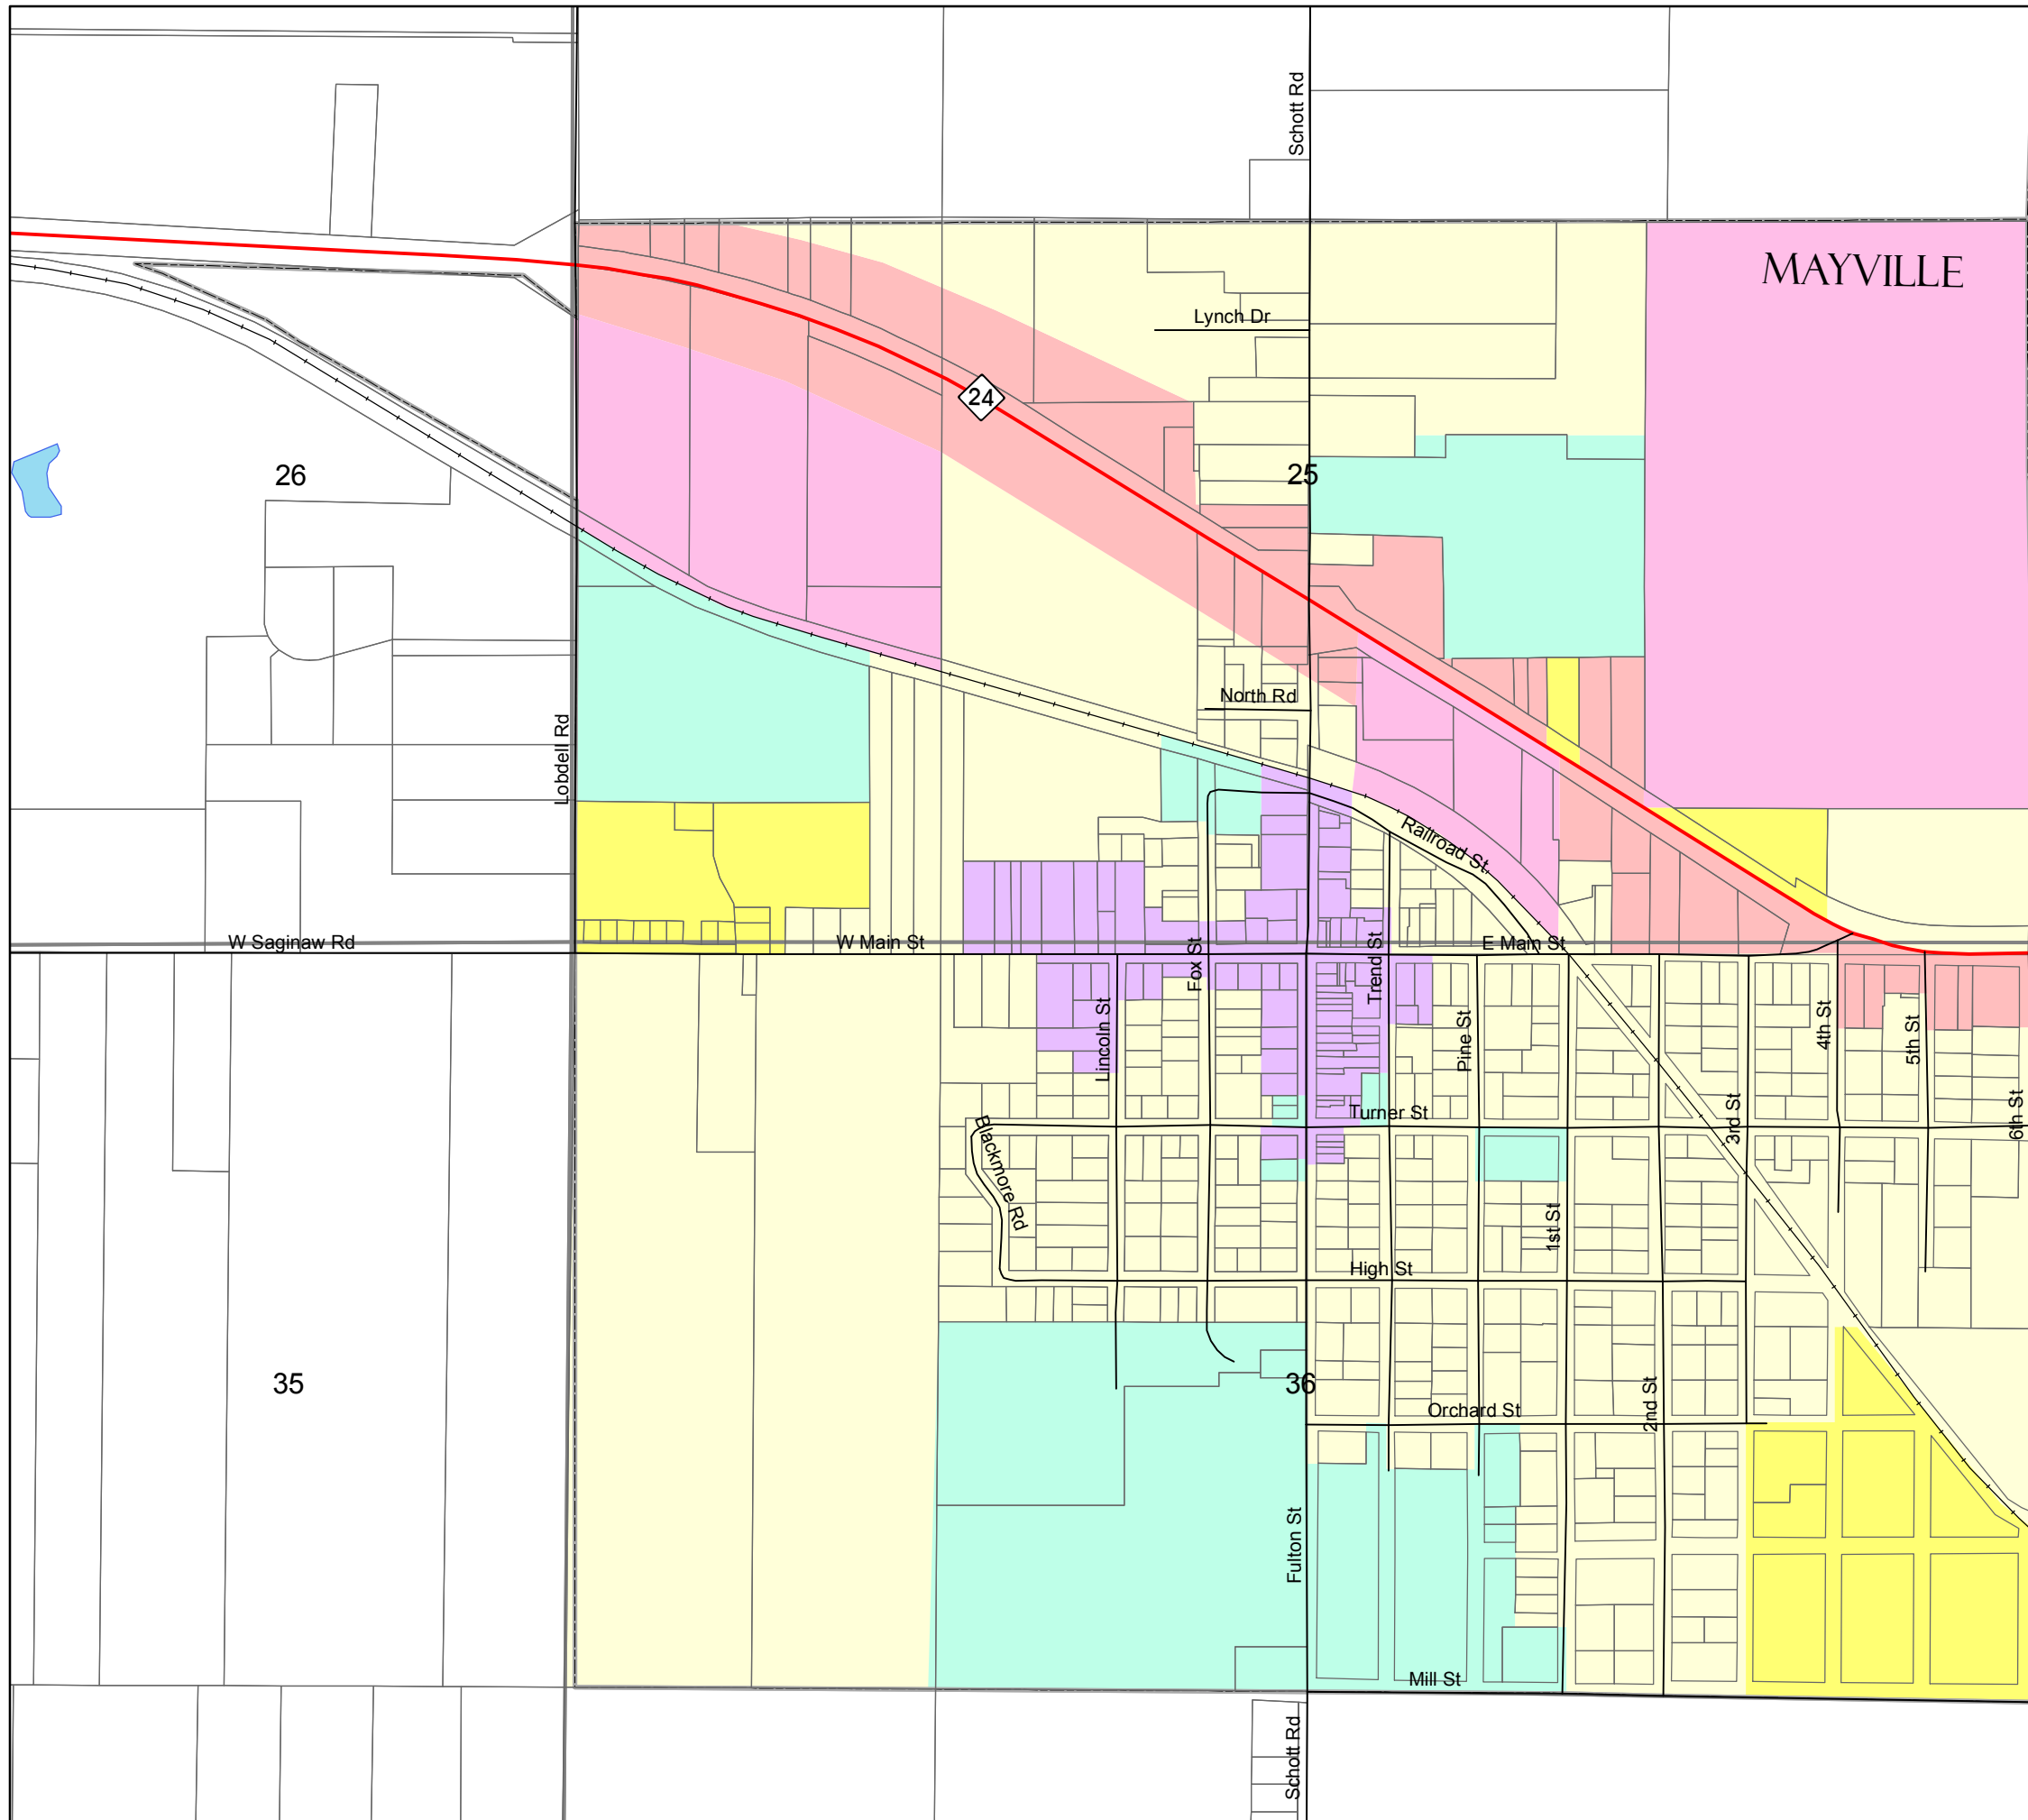 Schott Rd
MAYVILLE
Lynch Dr
24
26
25
North Rd
Lobdell Rd
Railroad St
W Saginaw Rd
W Main St
E Main St
Fox St
Trend St
Lincoln St
Pine St
4th St
5th St
6th St
Turner St
3rd St
Blackmore Rd
1st St
High St
35
36
2nd St
Orchard St
Fulton St
Mill St
Schott Rd